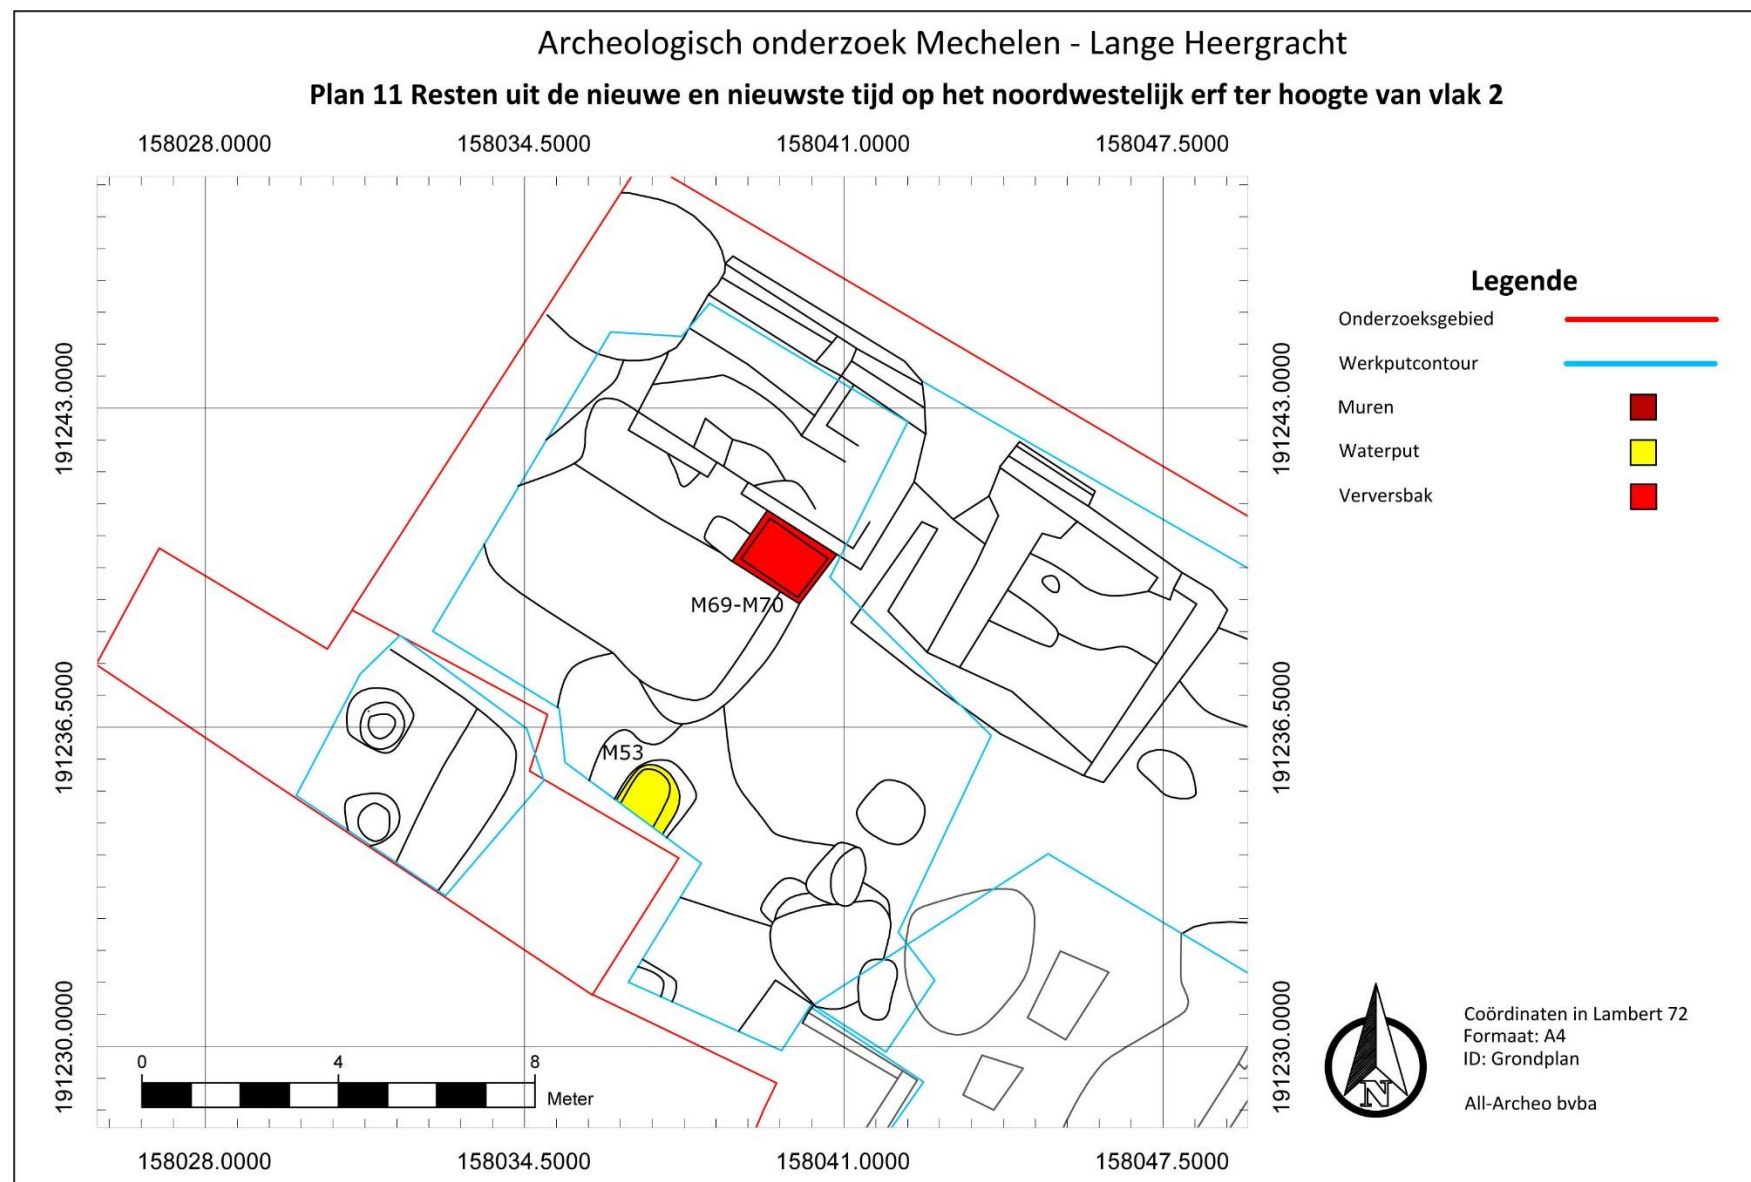 Archeologisch onderzoek Mechelen - Lange Heergracht
Plan 11 Resten uit de nieuwe en nieuwste tijd op het noordwestelijk erf ter hoogte van vlak 2
158028.0000 158034.5000 158041.0000 158047.5000
191243.0000 191243.0000
191236.5000 191236.5000
191230.0000 191230.0000
M69-M70
M53
0 4 8
Meter
158028.0000 158034.5000 158041.0000 158047.5000
Legende
Onderzoeksgebied
Werkputcontour
Muren
Waterput
Ververbak
N
Coördinaten in Lambert 72
Formaat: A4
ID: Grondplan
All-Archeo bvba